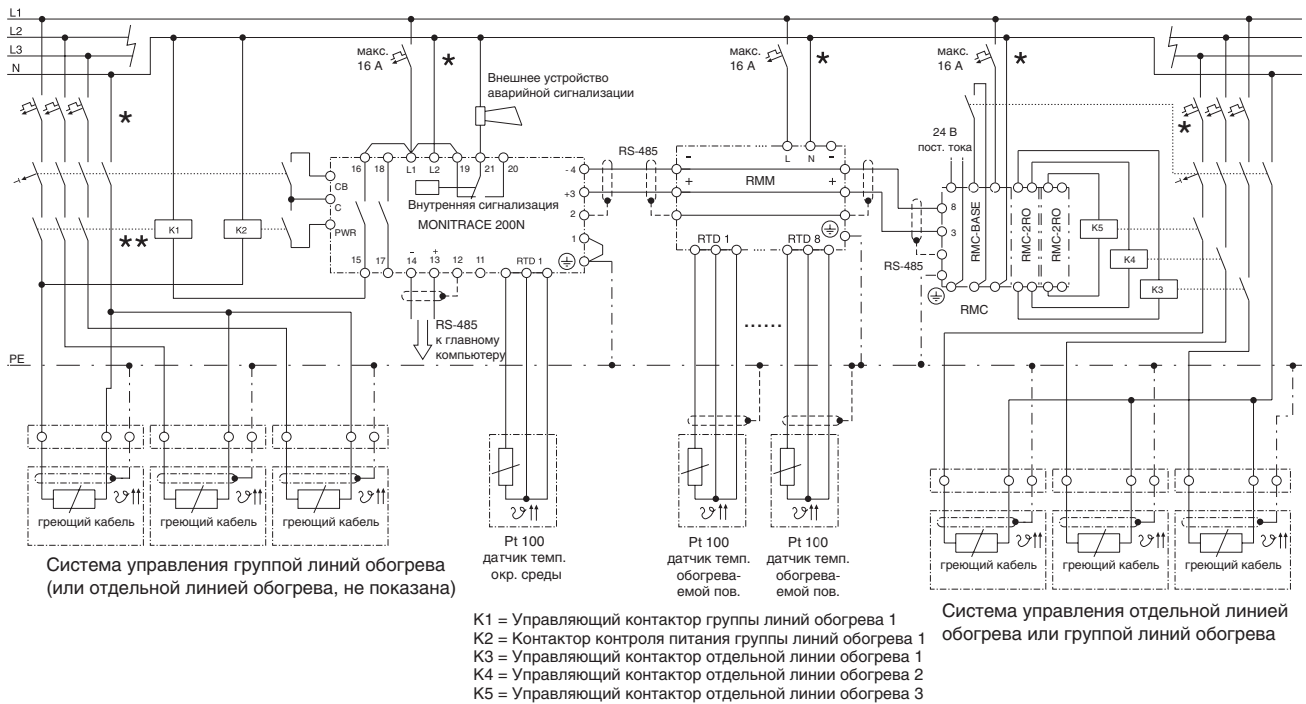 L1
L2
L3
N
макс.
16 A
*
Внешнее устройство
аварийной сигнализации
макс.
16 A
*
макс.
16 A
*
*
*
24 В
пост. тока
RS-485
16
18
L1
L2
19
21
20
- 4
+3
2
1
CB
C
PWR
Внутренняя сигнализация
MONITRACE 200N
**
K1
K2
15
17
-
14
+
13
12
11
RTD 1
L
N
-
-
+
RMM
+
RTD 1
....
RTD 8
......
8
3
RMC-BASE
RMC-2RO
RMC-2RO
RS-485
RMC
K5
K4
K3
RS-485
к главному
компьютеру
PE
греющий кабель
греющий кабель
греющий кабель
Pt 100
датчик темп.
окр. среды
Pt 100
датчик темп.
обогрева-
емой пов.
Pt 100
датчик темп.
обогрева-
емой пов.
греющий кабель
греющий кабель
греющий кабель
Система управления группой линий обогрева
(или отдельной линией обогрева, не показана)
Система управления отдельной линией
обогрева или группой линий обогрева
K1 = Управляющий контактор группы линий обогрева 1
K2 = Контактор контроля питания группы линий обогрева 1
K3 = Управляющий контактор отдельной линии обогрева 1
K4 = Управляющий контактор отдельной линии обогрева 2
K5 = Управляющий контактор отдельной линии обогрева 3